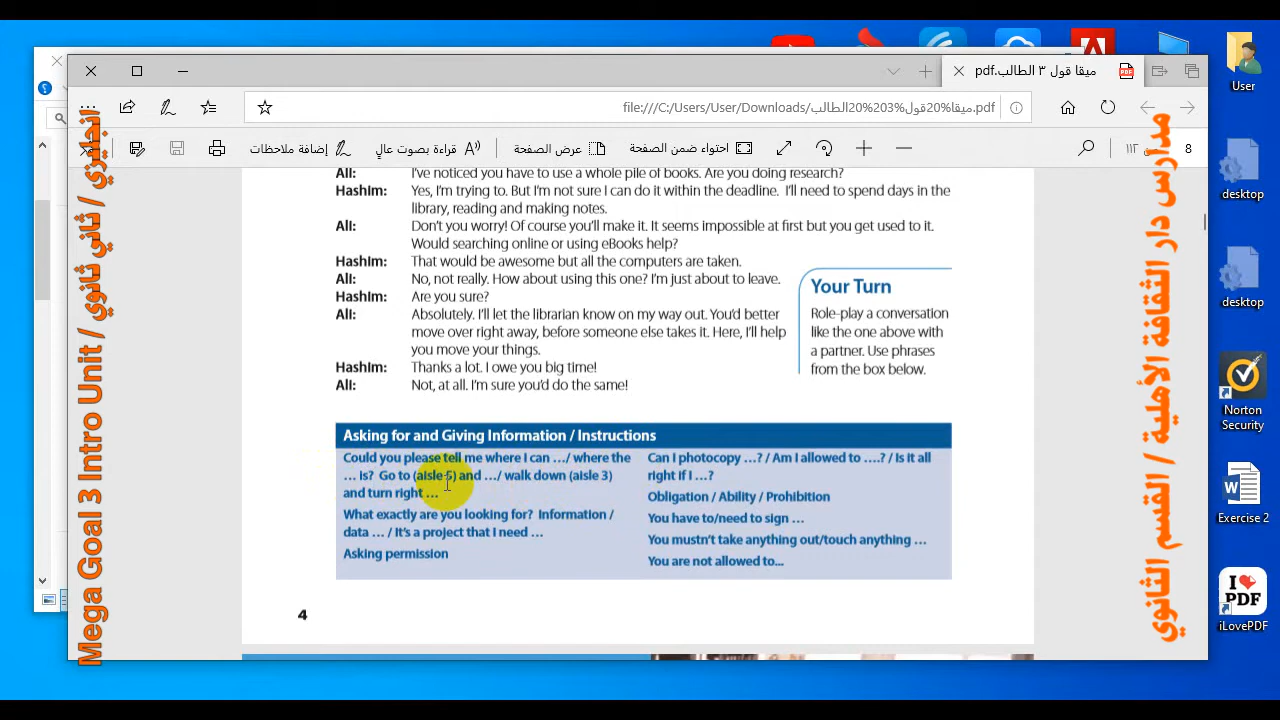 ميقا قول ٣ الطالب.pdf
file:///C:/Users/User/Downloads/ميقا%20قول%203%20الطالب.pdf
إضافة ملاحظات
قراءة بصوت عالٍ
عرض الصفحة
احتواء ضمن الصفحة
8
من ١١٢
Ali: I've noticed you have to use a whole pile of books. Are you doing research?
Hashim: Yes, I'm trying to. But I'm not sure I can do it within the deadline. I'll need to spend days in the
library, reading and making notes.
Ali: Don't you worry! Of course you'll make it. It seems impossible at first but you get used to it.
Would searching online or using eBooks help?
Hashim: That would be awesome but all the computers are taken.
Ali: No, not really. How about using this one? I'm just about to leave.
Hashim: Are you sure?
Ali: Absolutely. I'll let the librarian know on my way out. You'd better
move over right away, before someone else takes it. Here, I'll help
you move your things.
Hashim: Thanks a lot. I owe you big time!
Ali: Not, at all. I'm sure you'd do the same!
Your Turn
Role-play a conversation
like the one above with
a partner. Use phrases
from the box below.
Asking for and Giving Information / Instructions
Could you please tell me where I can .../ where the
... is? Go to (aisle 5) and .../ walk down (aisle 3)
and turn right ...
What exactly are you looking for? Information /
data ... / It's a project that I need ...
Asking permission
Can I photocopy ...? / Am I allowed to ....? / Is it all
right if I ...?
Obligation / Ability / Prohibition
You have to/need to sign ...
You mustn't take anything out/touch anything ...
You are not allowed to...
4
Mega Goal 3 Intro Unit / انجليزي / ثاني ثانوي
مدارس دار الثقافة الأهلية / القسم الثانوي
User
desktop
desktop
Norton
Security
Exercise 2
I PDF
iLovePDF